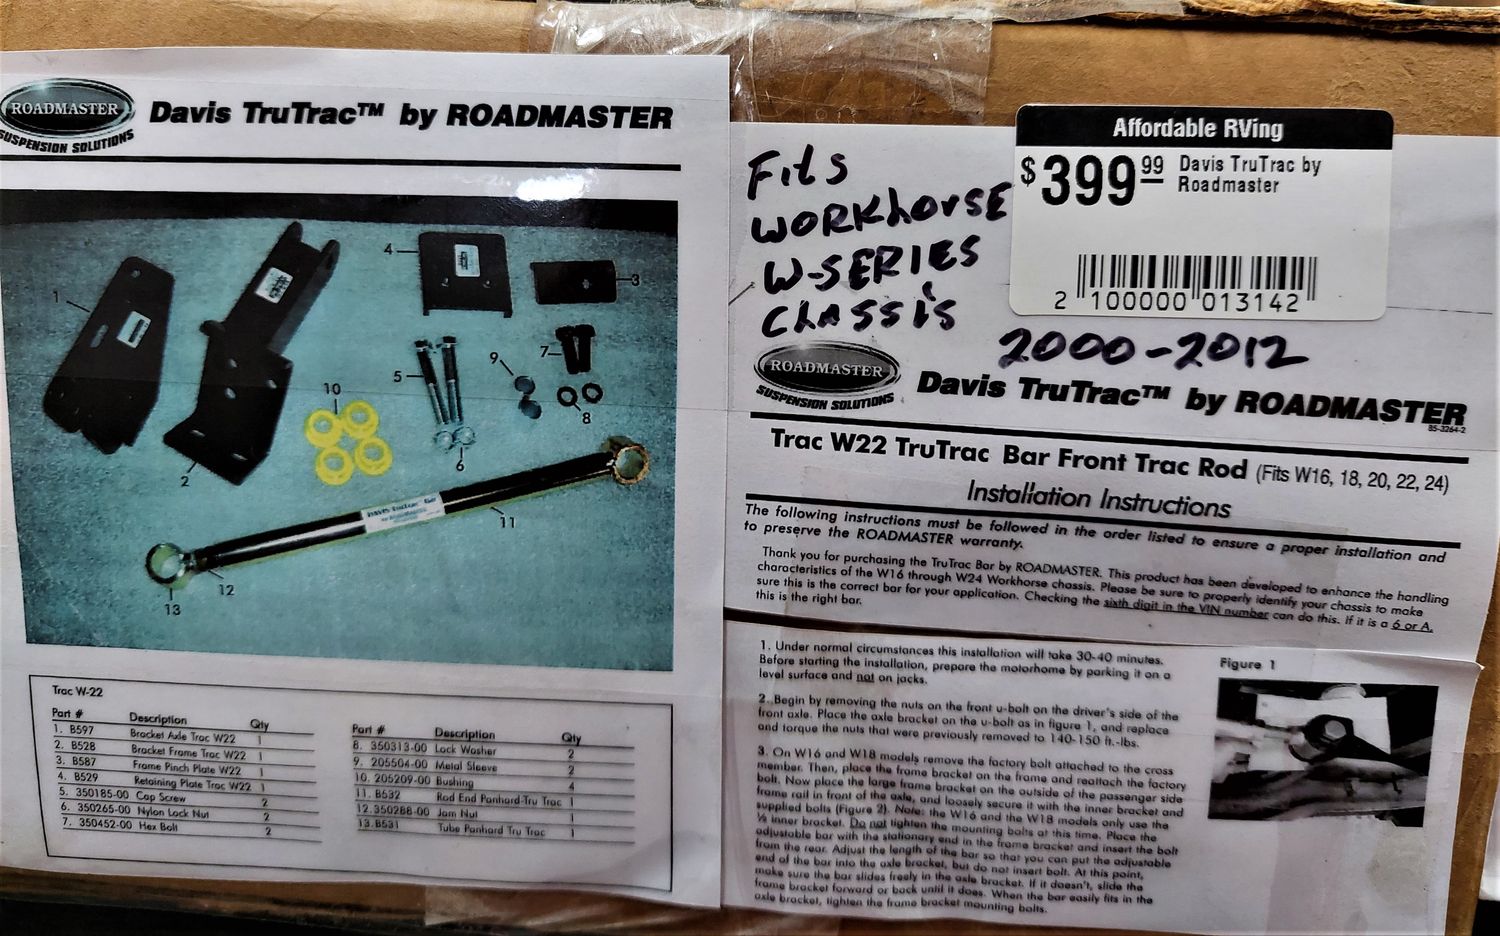 ROADMASTER
SUSPENSION SOLUTIONS
Davis TruTrac™ by ROADMASTER
1
2
3
4
5
6
7
8
9
10
11
12
13
Trac W-22
Part # Description Qty
1. B597 Bracket Axle Trac W22 1
2. B528 Bracket Frame Trac W22 1
3. B587 Frame Pinch Plate W22 1
4. B529 Retaining Plate Trac W22 1
5. 350185-00 Cap Screw 2
6. 350265-00 Nylon Lock Nut 2
7. 350452-00 Hex Bolt 2
Part # Description Qty
8. 350313-00 Lock Washer 2
9. 205504-00 Metal Sleeve 2
10. 205209-00 Bushing 4
11. B532 Rod End Panhard-Tru Trac 1
12. 350288-00 Jam Nut 1
13. B531 Tube Panhard Tru Trac 1
Fits
WORKhorSE
W-SERIES
ChASSIS
2000-2012
Affordable RVing
$399.99 Davis TruTrac by
Roadmaster
2 100000 013142
ROADMASTER
SUSPENSION SOLUTIONS
Davis TruTrac™ by ROADMASTER
85-3264-2
Trac W22 TruTrac Bar Front Trac Rod (Fits W16, 18, 20, 22, 24)
Installation Instructions
The following instructions must be followed in the order listed to ensure a proper installation and
to preserve the ROADMASTER warranty.
Thank you for purchasing the TruTrac Bar by ROADMASTER. This product has been developed to enhance the handling
characteristics of the W16 through W24 Workhorse chassis. Please be sure to properly identify your chassis to make
sure this is the correct bar for your application. Checking the sixth digit in the VIN number can do this. If it is a 6 or A,
this is the right bar.
1. Under normal circumstances this installation will take 30-40 minutes.
Before starting the installation, prepare the motorhome by parking it on a
level surface and not on jacks.
2. Begin by removing the nuts on the front u-bolt on the driver's side of the
front axle. Place the axle bracket on the u-bolt as in figure 1, and replace
and torque the nuts that were previously removed to 140-150 ft.-lbs.
3. On W16 and W18 models remove the factory bolt attached to the cross
member. Then, place the frame bracket on the frame and reattach the factory
bolt. Now place the large frame bracket on the outside of the passenger side
frame rail in front of the axle, and loosely secure it with the inner bracket and
supplied bolts (Figure 2). Note: the W16 and the W18 models only use the
½ inner bracket. Do not tighten the mounting bolts at this time. Place the
adjustable bar with the stationary end in the frame bracket and insert the bolt
from the rear. Adjust the length of the bar so that you can put the adjustable
end of the bar into the axle bracket, but do not insert bolt. At this point,
make sure the bar slides freely in the axle bracket. If it doesn't, slide the
frame bracket forward or back until it does. When the bar easily fits in the
axle bracket, tighten the frame bracket mounting bolts.
Figure 1